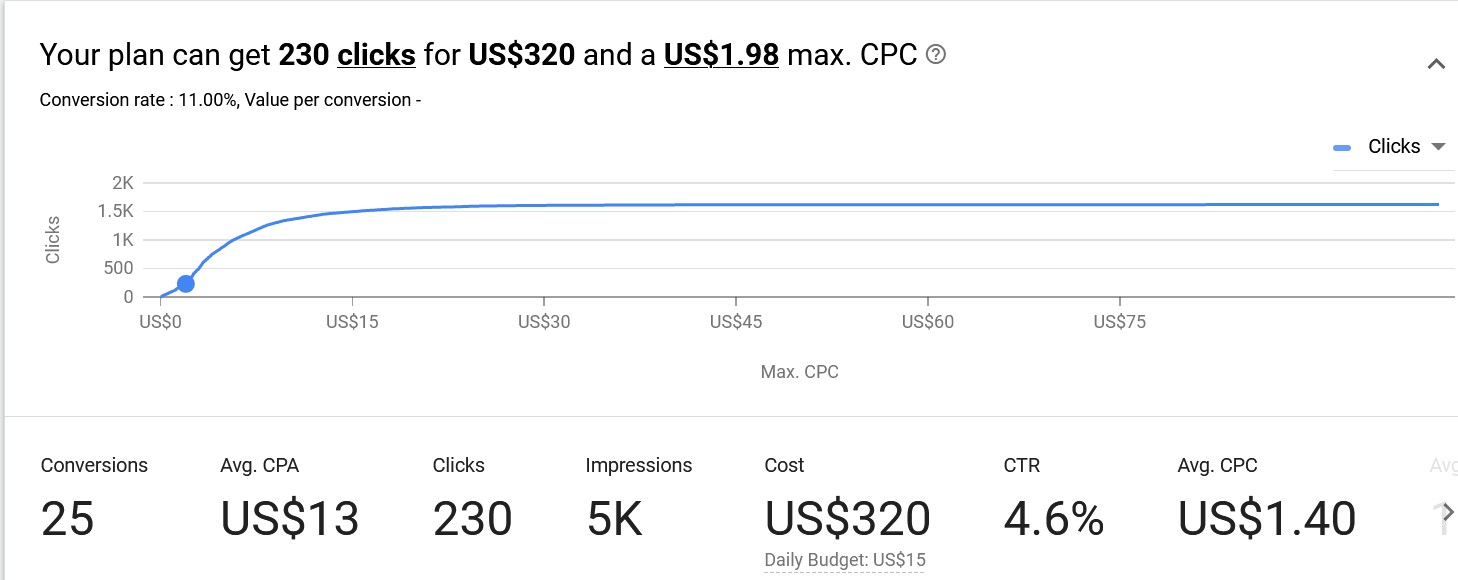 Your plan can get 230 clicks for US$320 and a US$1.98 max. CPC
Conversion rate : 11.00%, Value per conversion -
Clicks
2K
1.5K
1K
500
0
Clicks
US$0 US$15 US$30 US$45 US$60 US$75
Max. CPC
Conversions Avg. CPA Clicks Impressions Cost CTR Avg. CPC Avg
25 US$13 230 5K US$320 4.6% US$1.40 1
Daily Budget: US$15